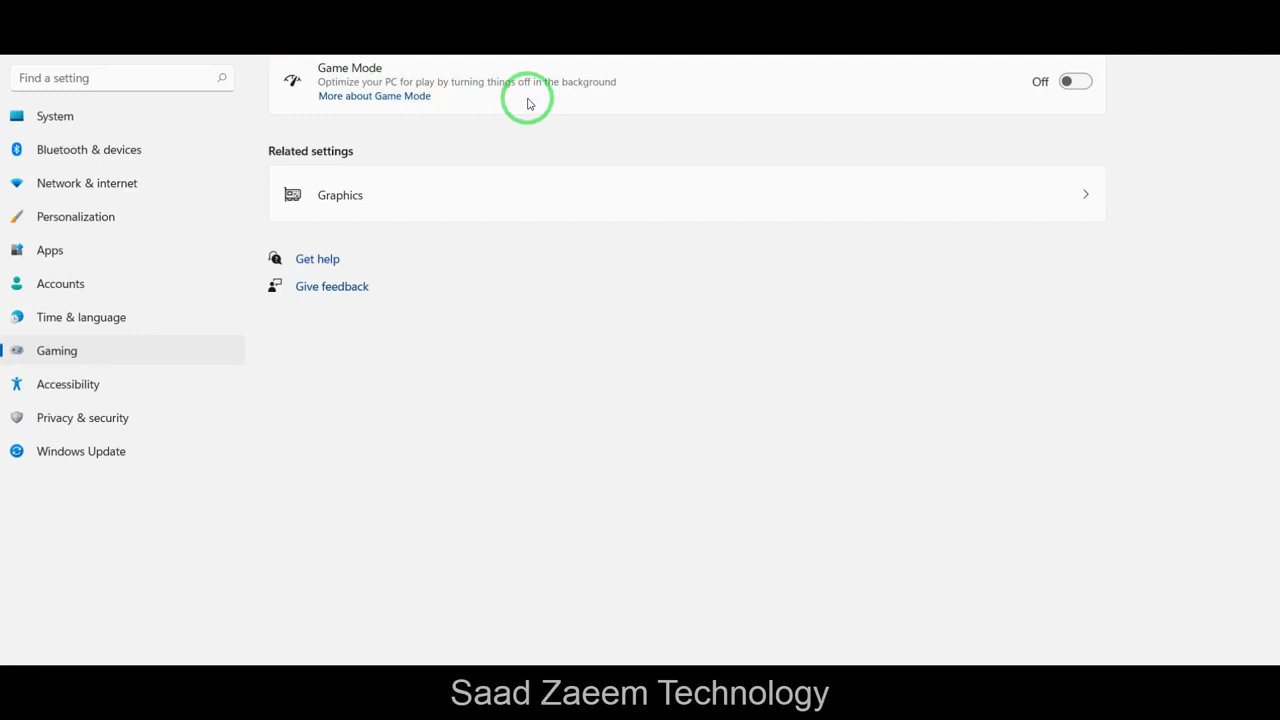 Find a setting
System
Bluetooth & devices
Network & internet
Personalization
Apps
Accounts
Time & language
Gaming
Accessibility
Privacy & security
Windows Update
Game Mode
Optimize your PC for play by turning things off in the background
More about Game Mode
Off
Related settings
Graphics
Get help
Give feedback
Saad Zaeem Technology